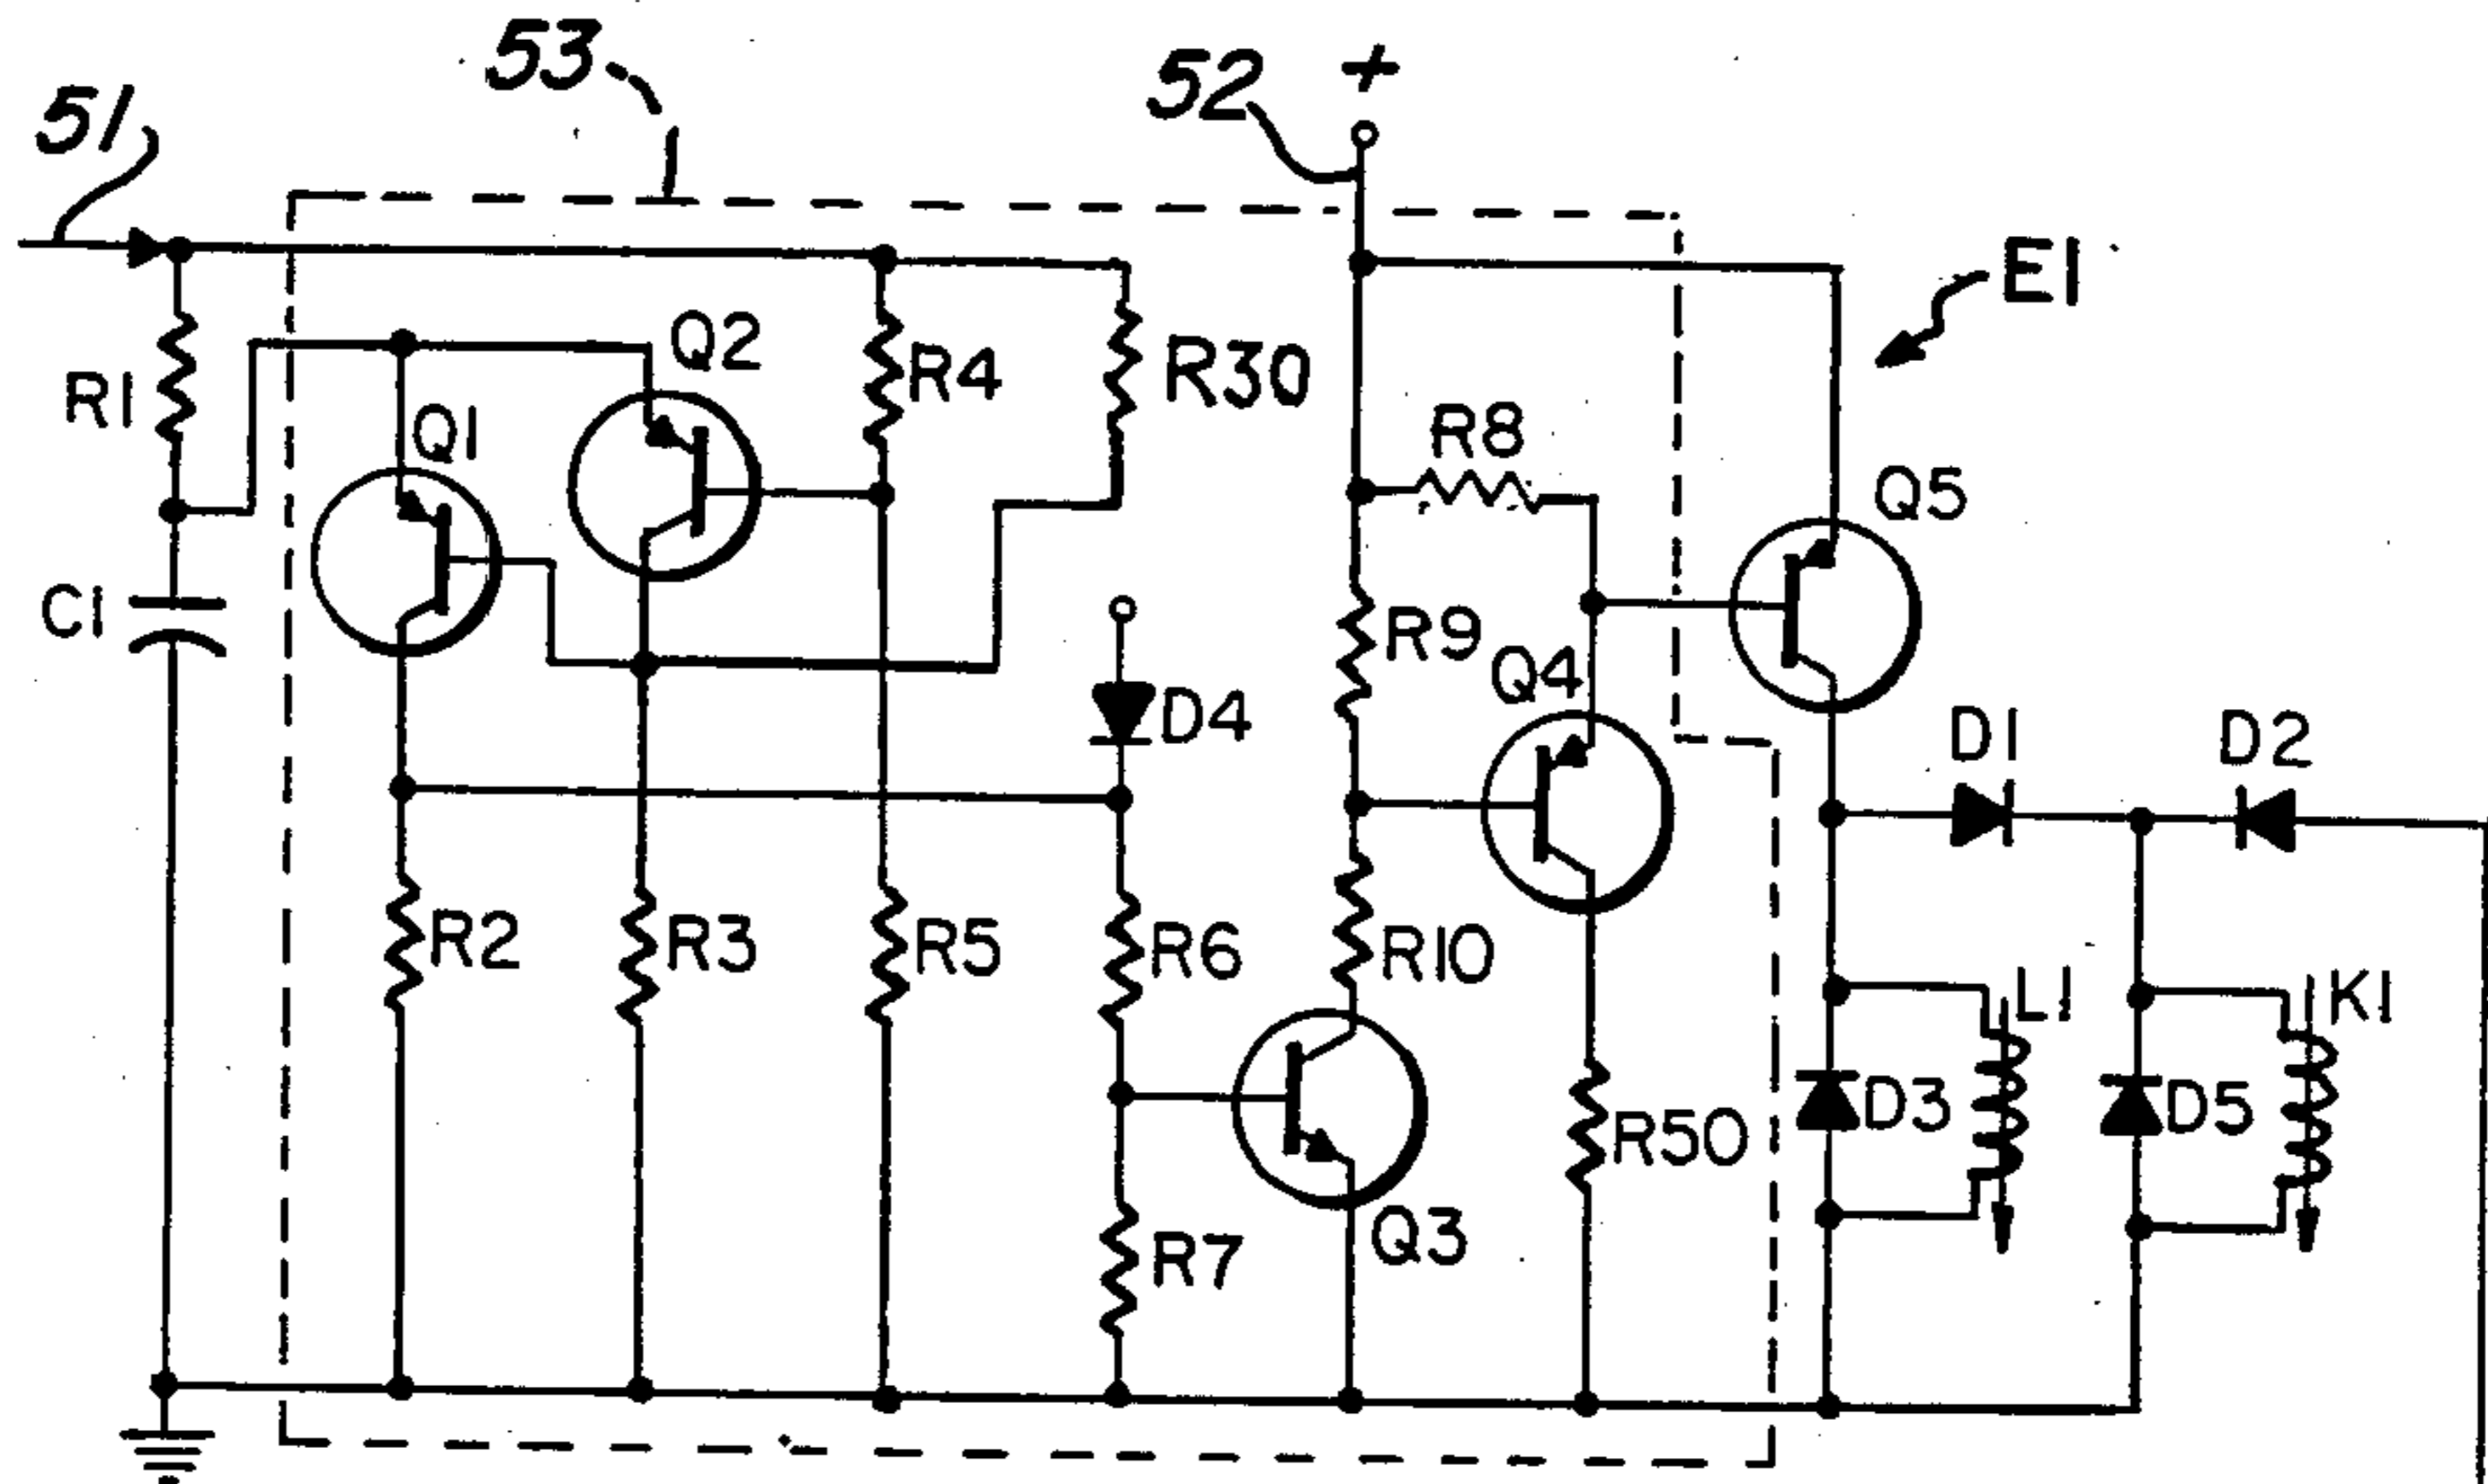 53
52
+
51
E1
Q2
R4
R30
R1
Q1
R8
Q5
C1
R9
Q4
D4
D1
D2
R2
R3
R5
R6
R10
L1
K1
D3
D5
R50
R7
Q3